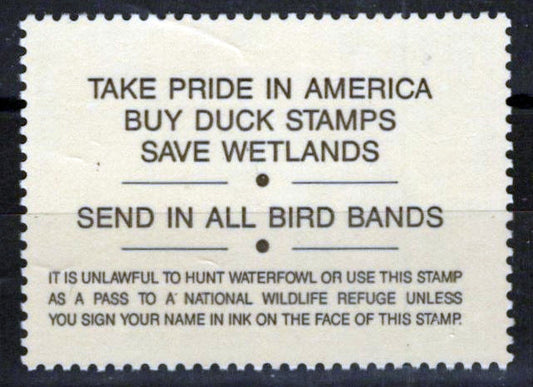 TAKE PRIDE IN AMERICA
BUY DUCK STAMPS
SAVE WETLANDS
SEND IN ALL BIRD BANDS
IT IS UNLAWFUL TO HUNT WATERFOWL OR USE THIS STAMP
AS A PASS TO A NATIONAL WILDLIFE REFUGE UNLESS
YOU SIGN YOUR NAME IN INK ON THE FACE OF THIS STAMP.